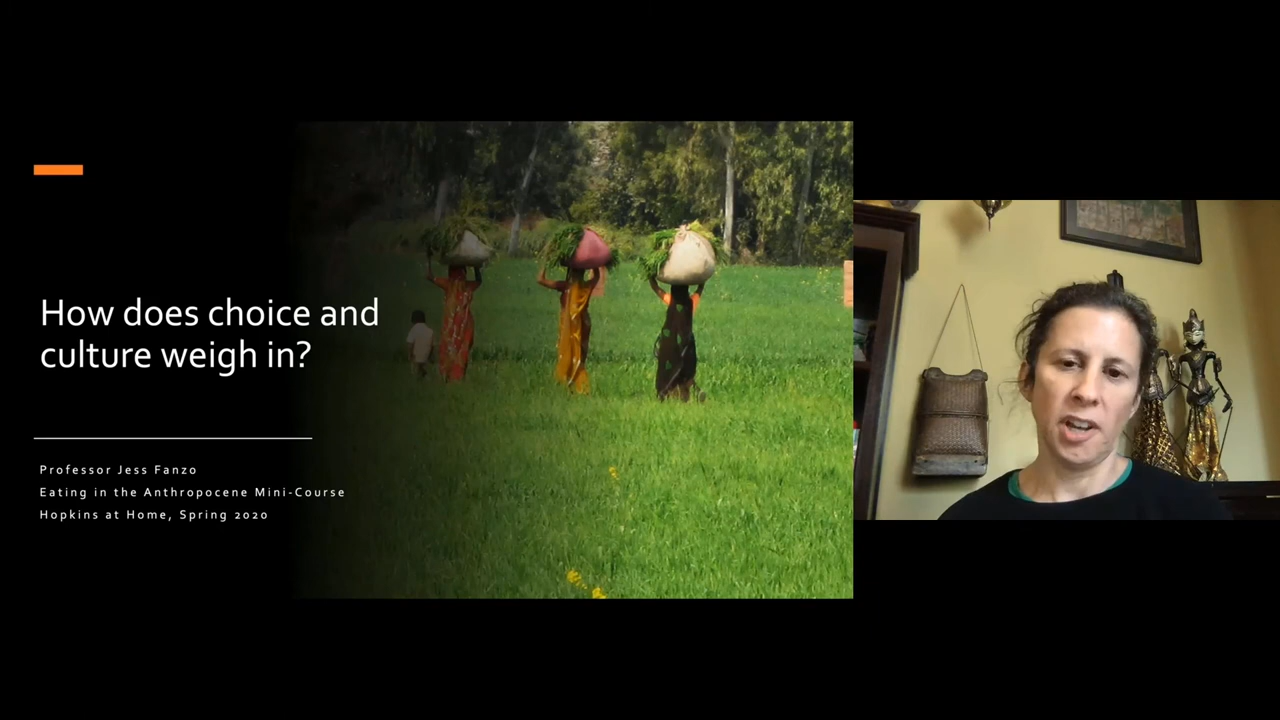 How does choice and
culture weigh in?
Professor Jess Fanzo
Eating in the Anthropocene Mini-Course
Hopkins at Home, Spring 2020